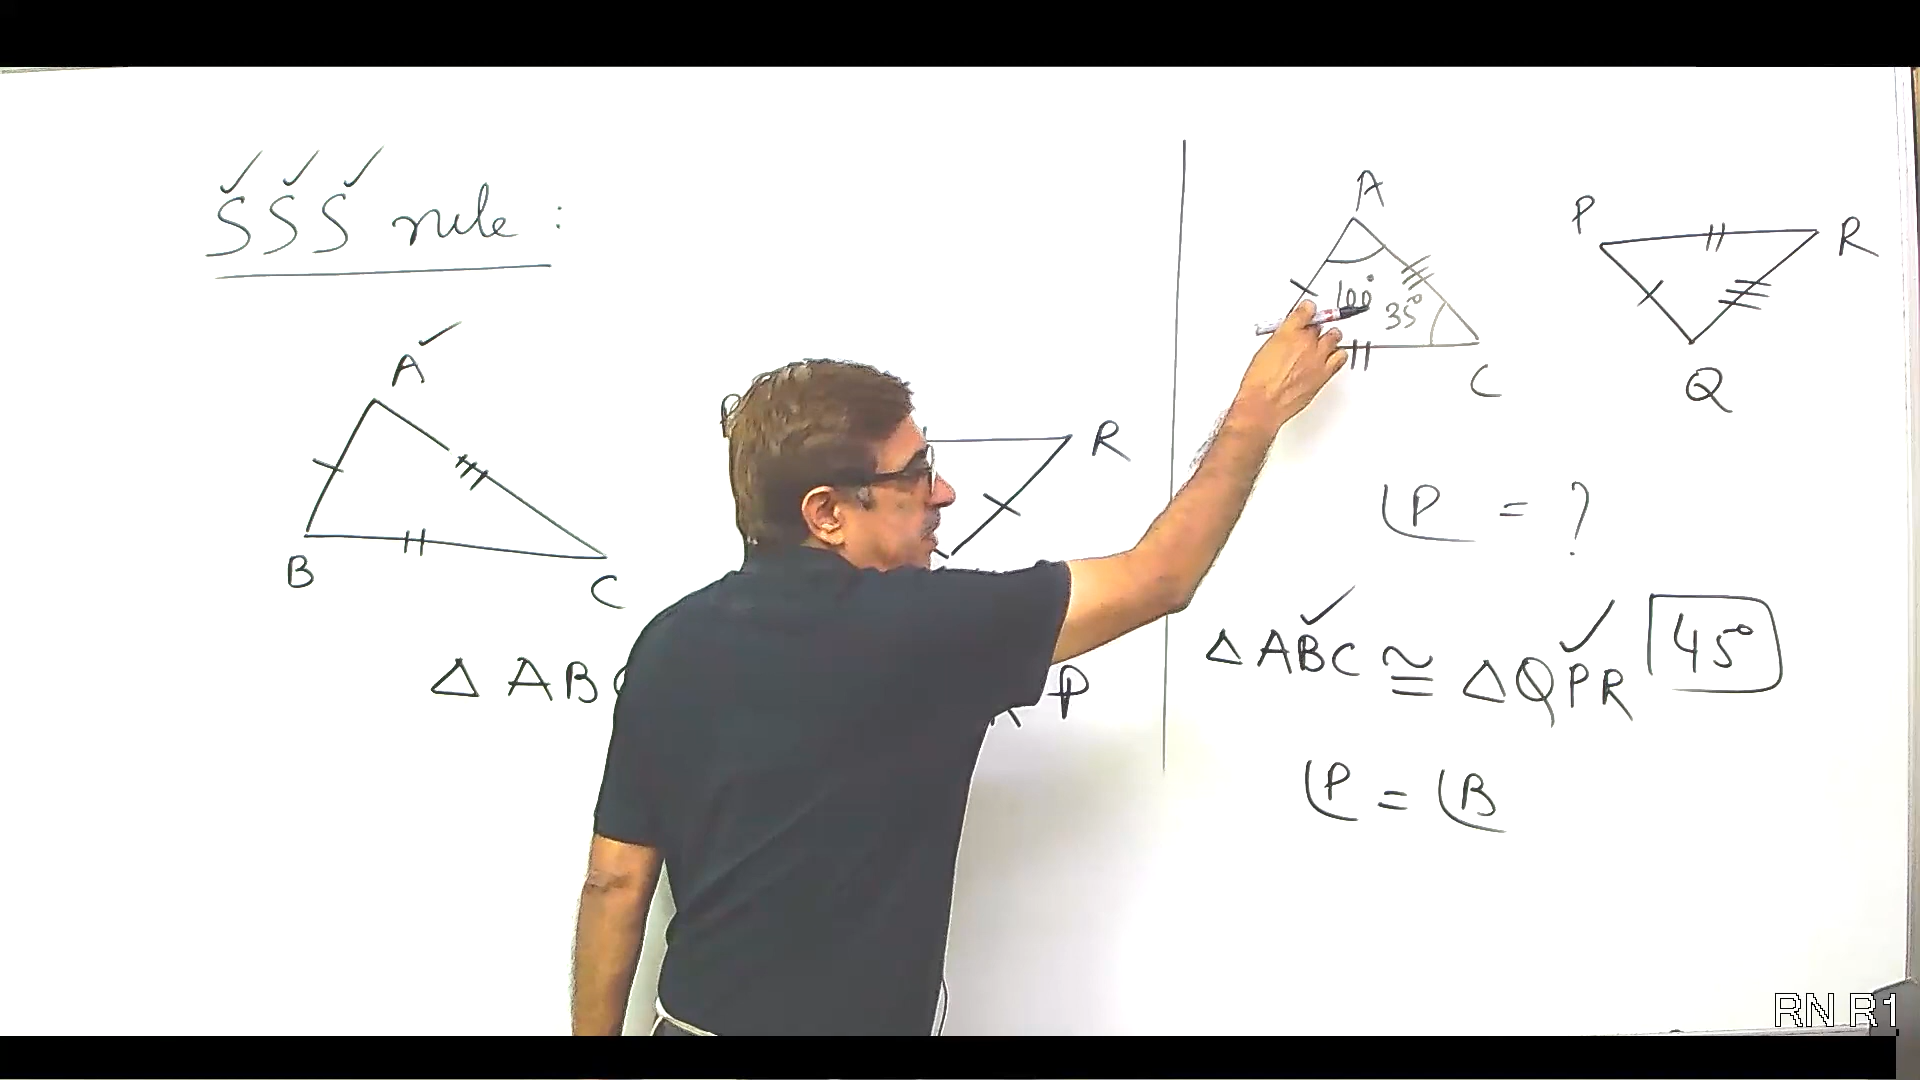 SSS rule :
A
B
C
R
△ABC
P
A
100°
35°
C
P
R
Q
∠P = ?
△ABC ≅ △QPR
45°
∠P = ∠B
RN R1